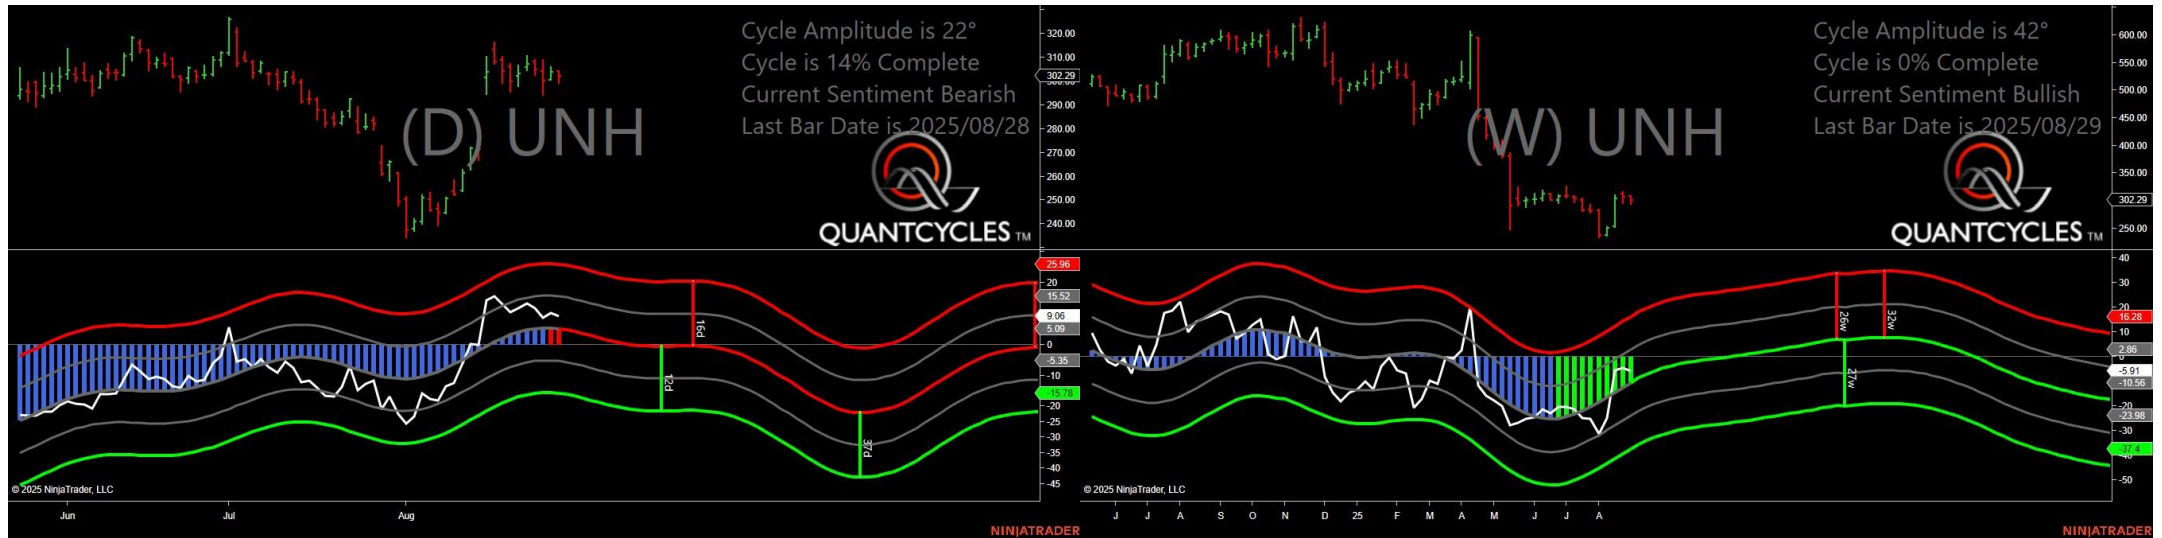 Cycle Amplitude is 22°
Cycle is 14% Complete
Current Sentiment Bearish
Last Bar Date is 2025/08/28
(D) UNH
QUANTCYCLES TM
320.00
310.00
302.29
290.00
280.00
270.00
260.00
250.00
240.00
25.96
20
15.52
9.06
5.09
0
-5.35
-10
-15.78
-20
-25
-30
-35
-40
-45
16d
12d
37d
© 2025 NinjaTrader, LLC
Jun Jul Aug
NINJATRADER
Cycle Amplitude is 42°
Cycle is 0% Complete
Current Sentiment Bullish
Last Bar Date is 2025/08/29
(W) UNH
QUANTCYCLES TM
600.00
550.00
500.00
450.00
400.00
350.00
302.29
250.00
40
30
20
16.28
10
2.86
-5.91
-10.56
-20
-23.98
-30
-37.4
-50
26w
32w
27w
© 2025 NinjaTrader, LLC
J J A S O N D 25 F M A M J J A
NINJATRADER